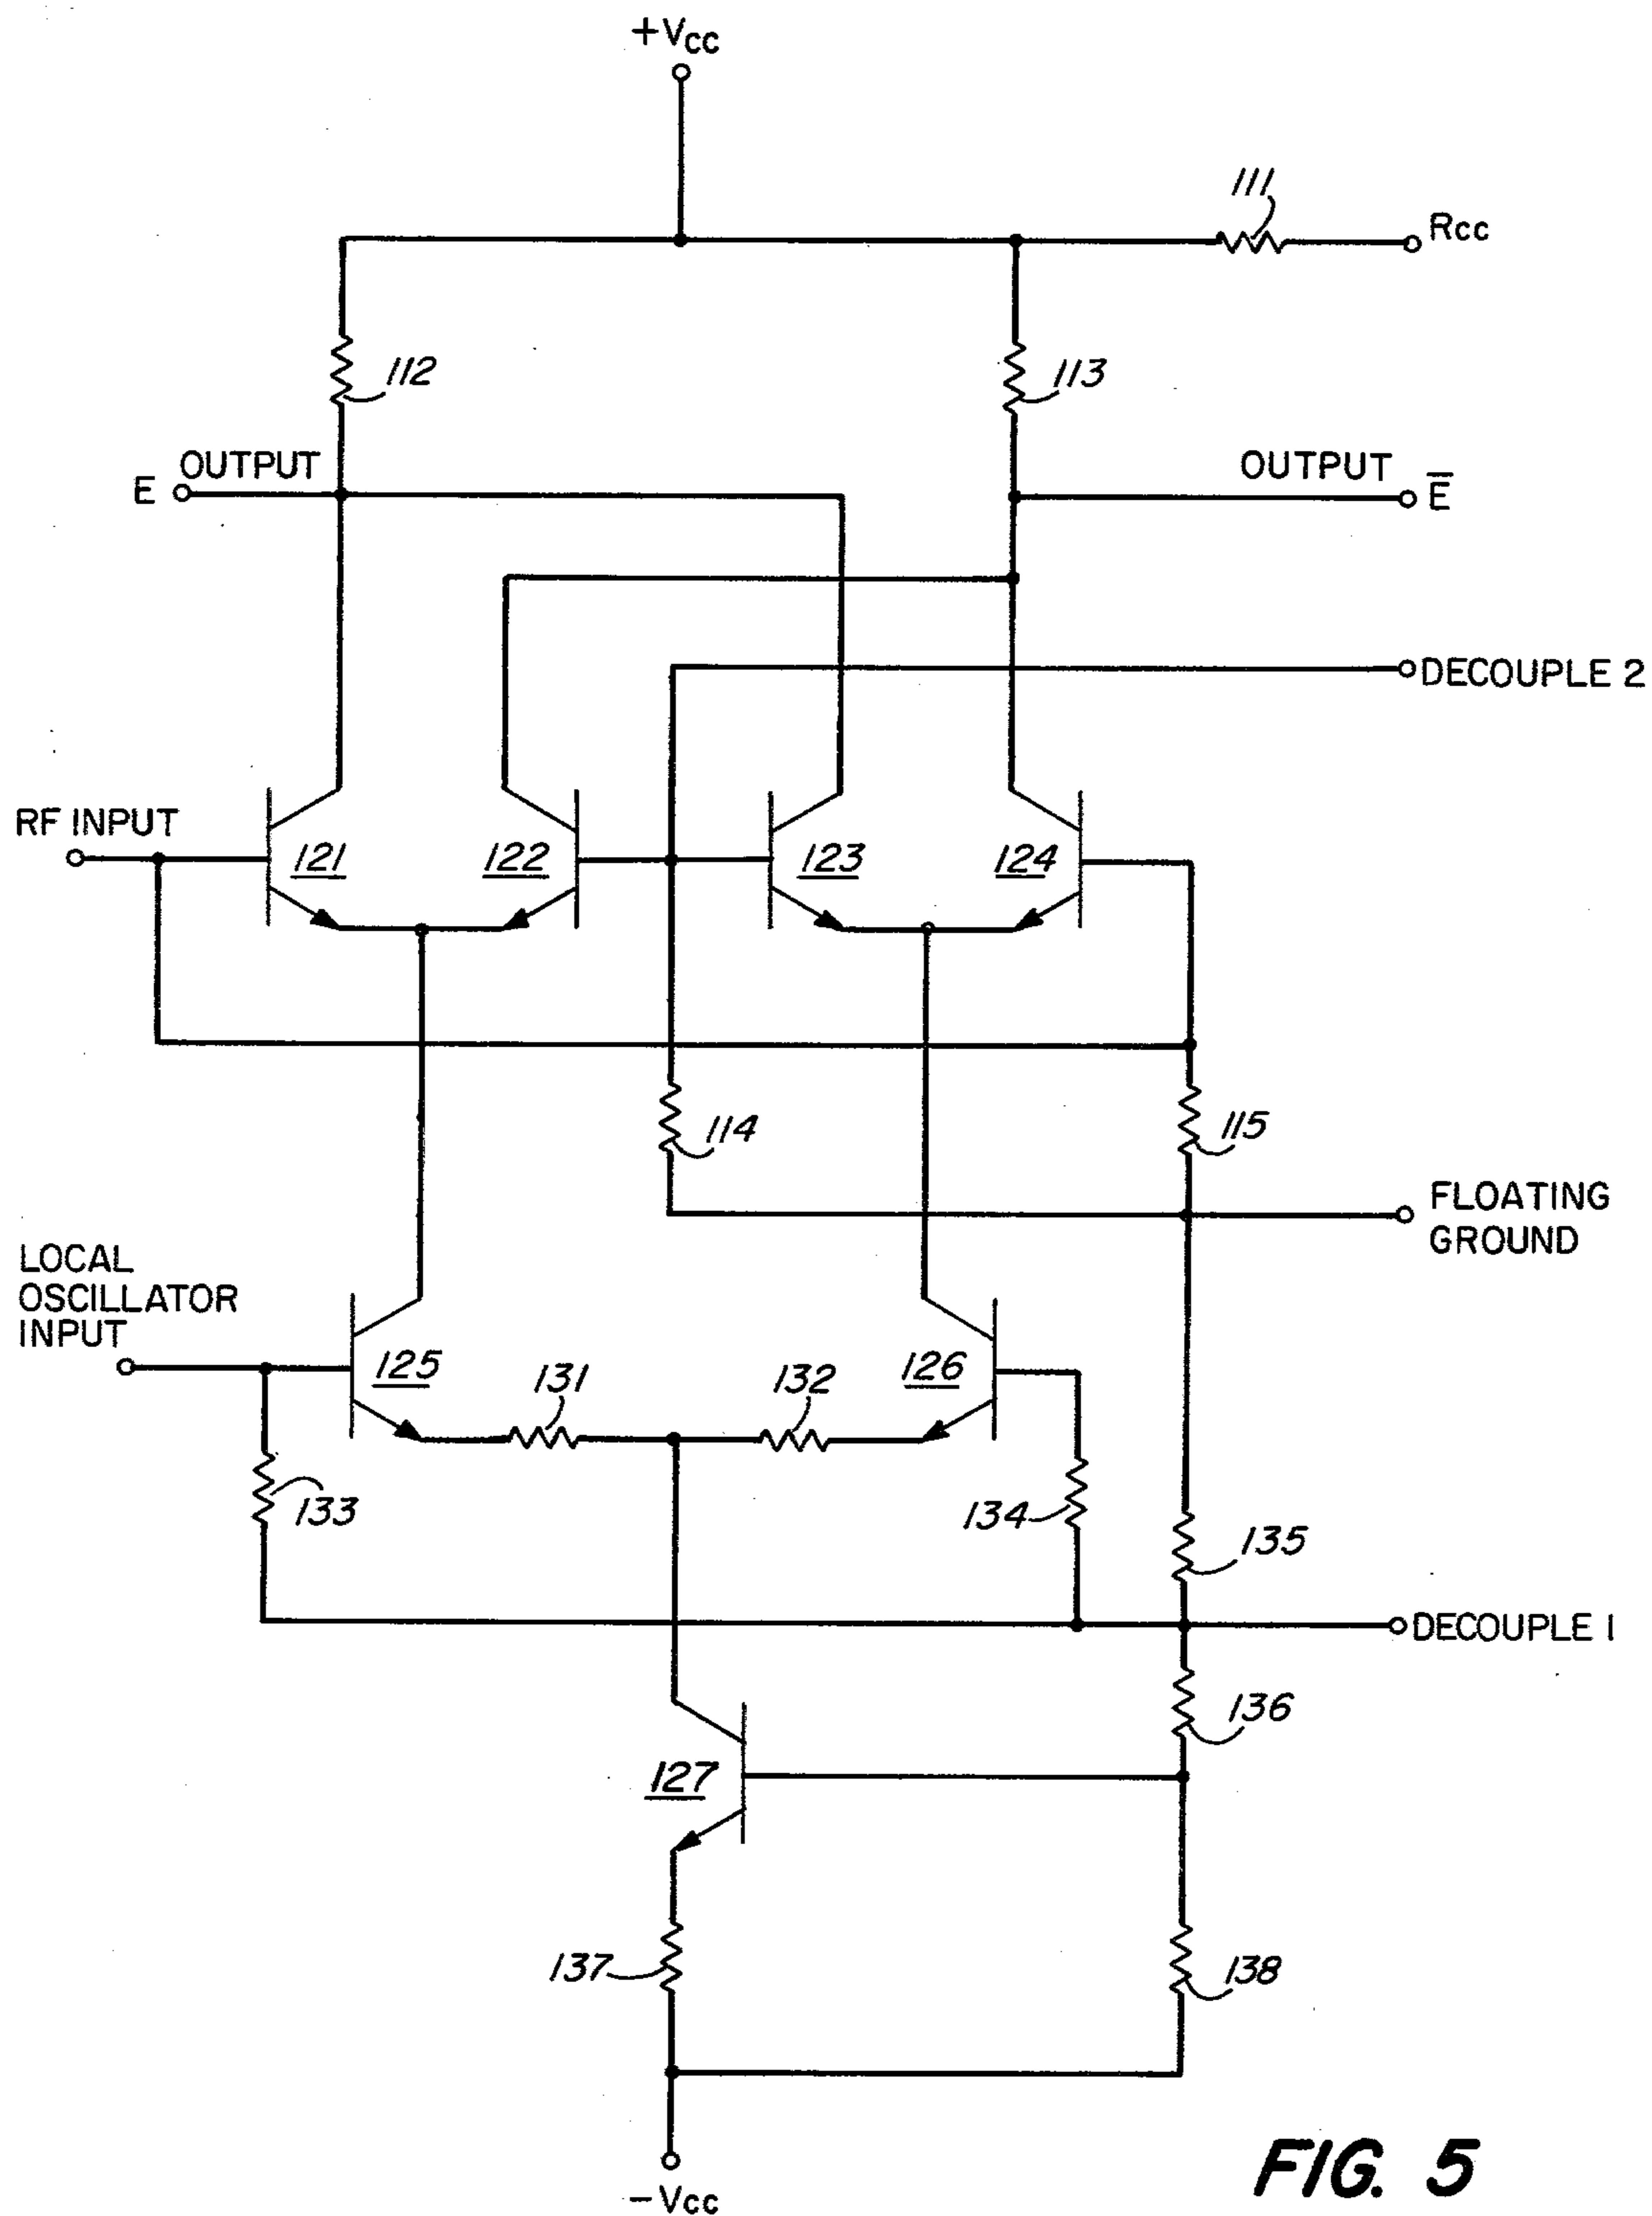 +Vcc
111
Rcc
112
113
OUTPUT
E
OUTPUT
E̅
DECOUPLE 2
RF INPUT
121
122
123
124
114
115
FLOATING
GROUND
LOCAL
OSCILLATOR
INPUT
125
131
132
126
133
134
135
DECOUPLE 1
136
127
137
138
-Vcc
FIG. 5